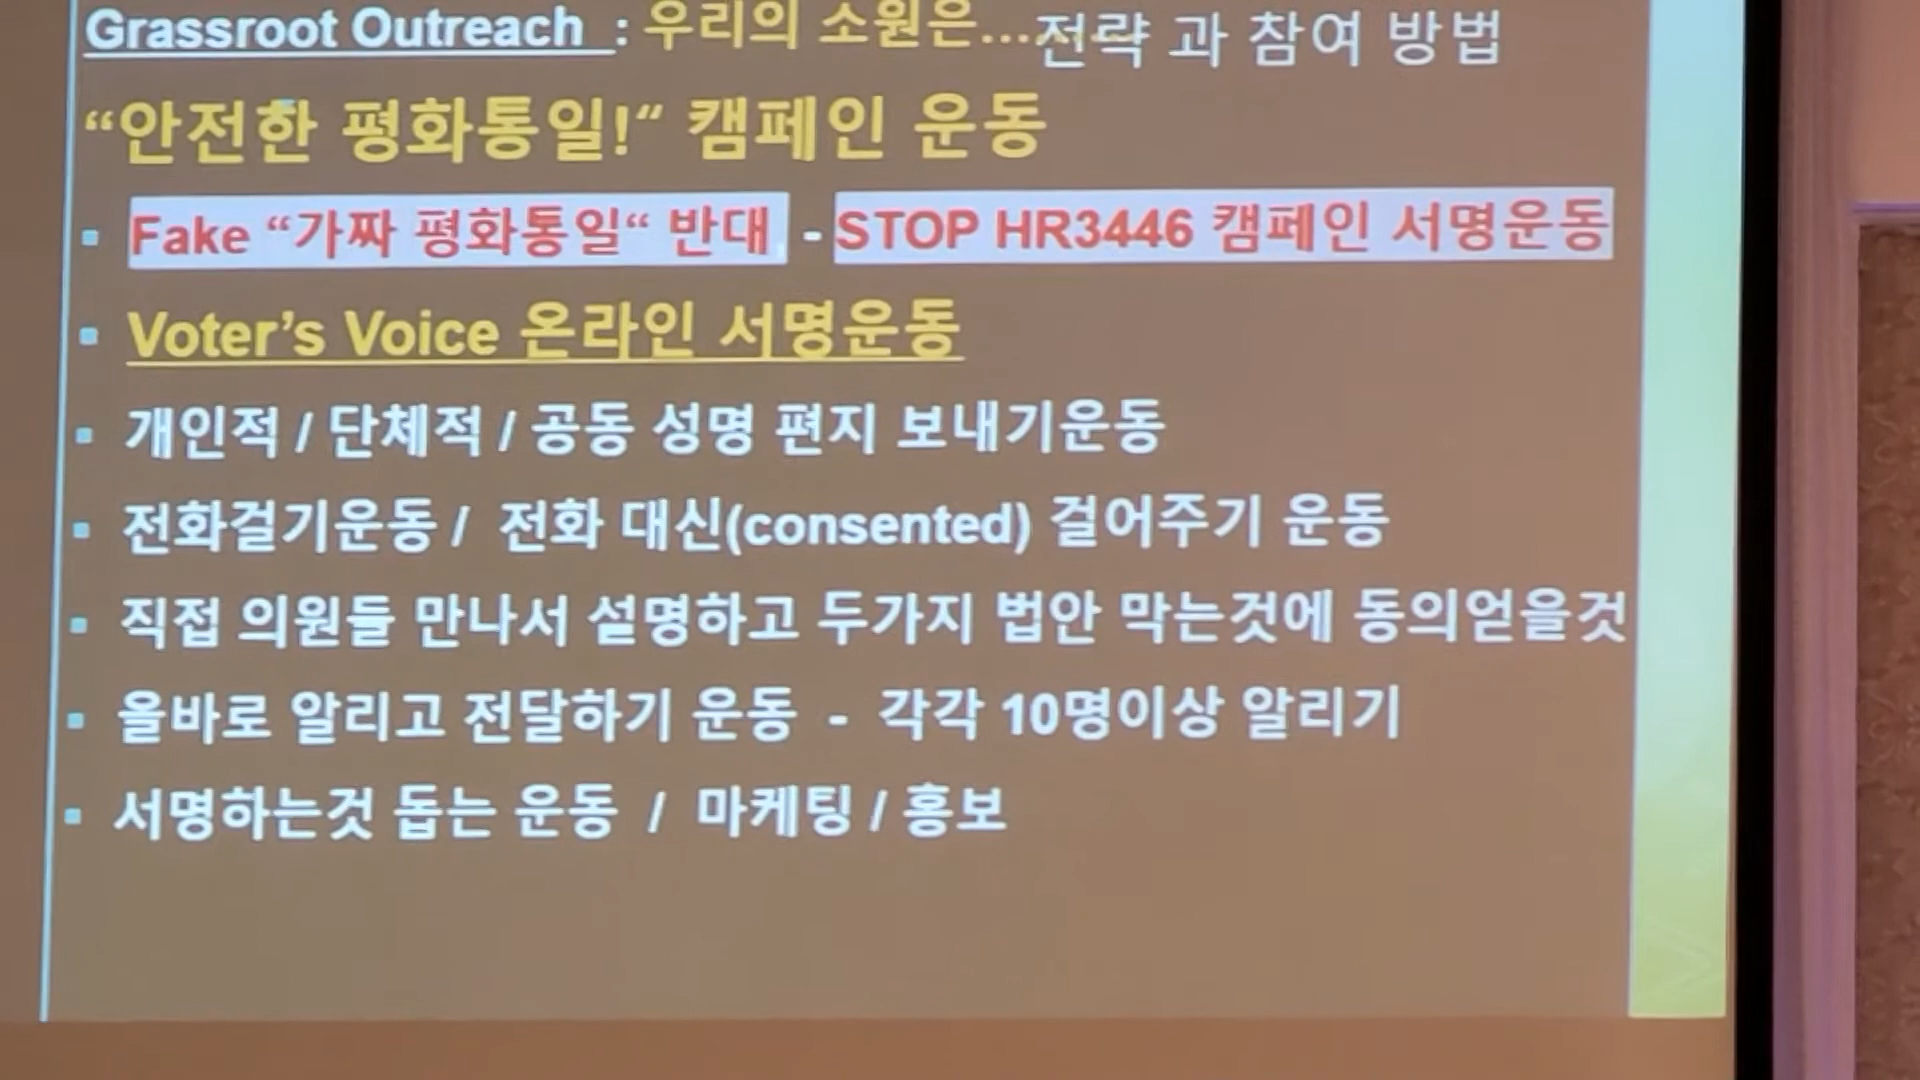 Grassroot Outreach : 우리의 소원은... 전략 과 참여 방법
“안전한 평화통일!“ 캠페인 운동
▪ Fake “가짜 평화통일“ 반대 - STOP HR3446 캠페인 서명운동
▪ Voter’s Voice 온라인 서명운동
▪ 개인적 / 단체적 / 공동 성명 편지 보내기운동
▪ 전화걸기운동 / 전화 대신(consented) 걸어주기 운동
▪ 직접 의원들 만나서 설명하고 두가지 법안 막는것에 동의얻을것
▪ 올바로 알리고 전달하기 운동 - 각각 10명이상 알리기
▪ 서명하는것 돕는 운동 / 마케팅 / 홍보